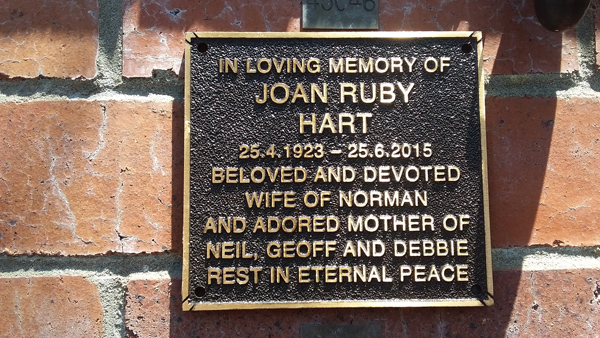 IN LOVING MEMORY OF
JOAN RUBY
HART
25.4.1923 – 25.6.2015
BELOVED AND DEVOTED
WIFE OF NORMAN
AND ADORED MOTHER OF
NEIL, GEOFF AND DEBBIE
REST IN ETERNAL PEACE